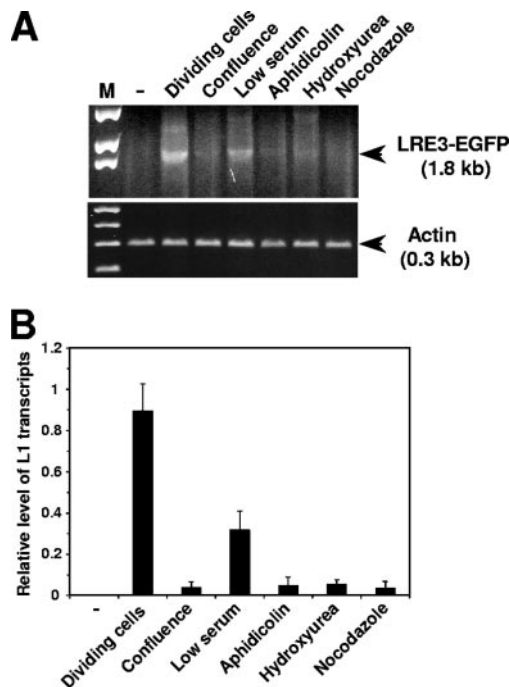 A
M
–
Dividing cells
Confluence
Low serum
Aphidicolin
Hydroxyurea
Nocodazole
LRE3-EGFP
(1.8 kb)
Actin
(0.3 kb)
B
Relative level of L1 transcripts
1.2
1
0.8
0.6
0.4
0.2
0
-
Dividing cells
Confluence
Low serum
Aphidicolin
Hydroxyurea
Nocodazole